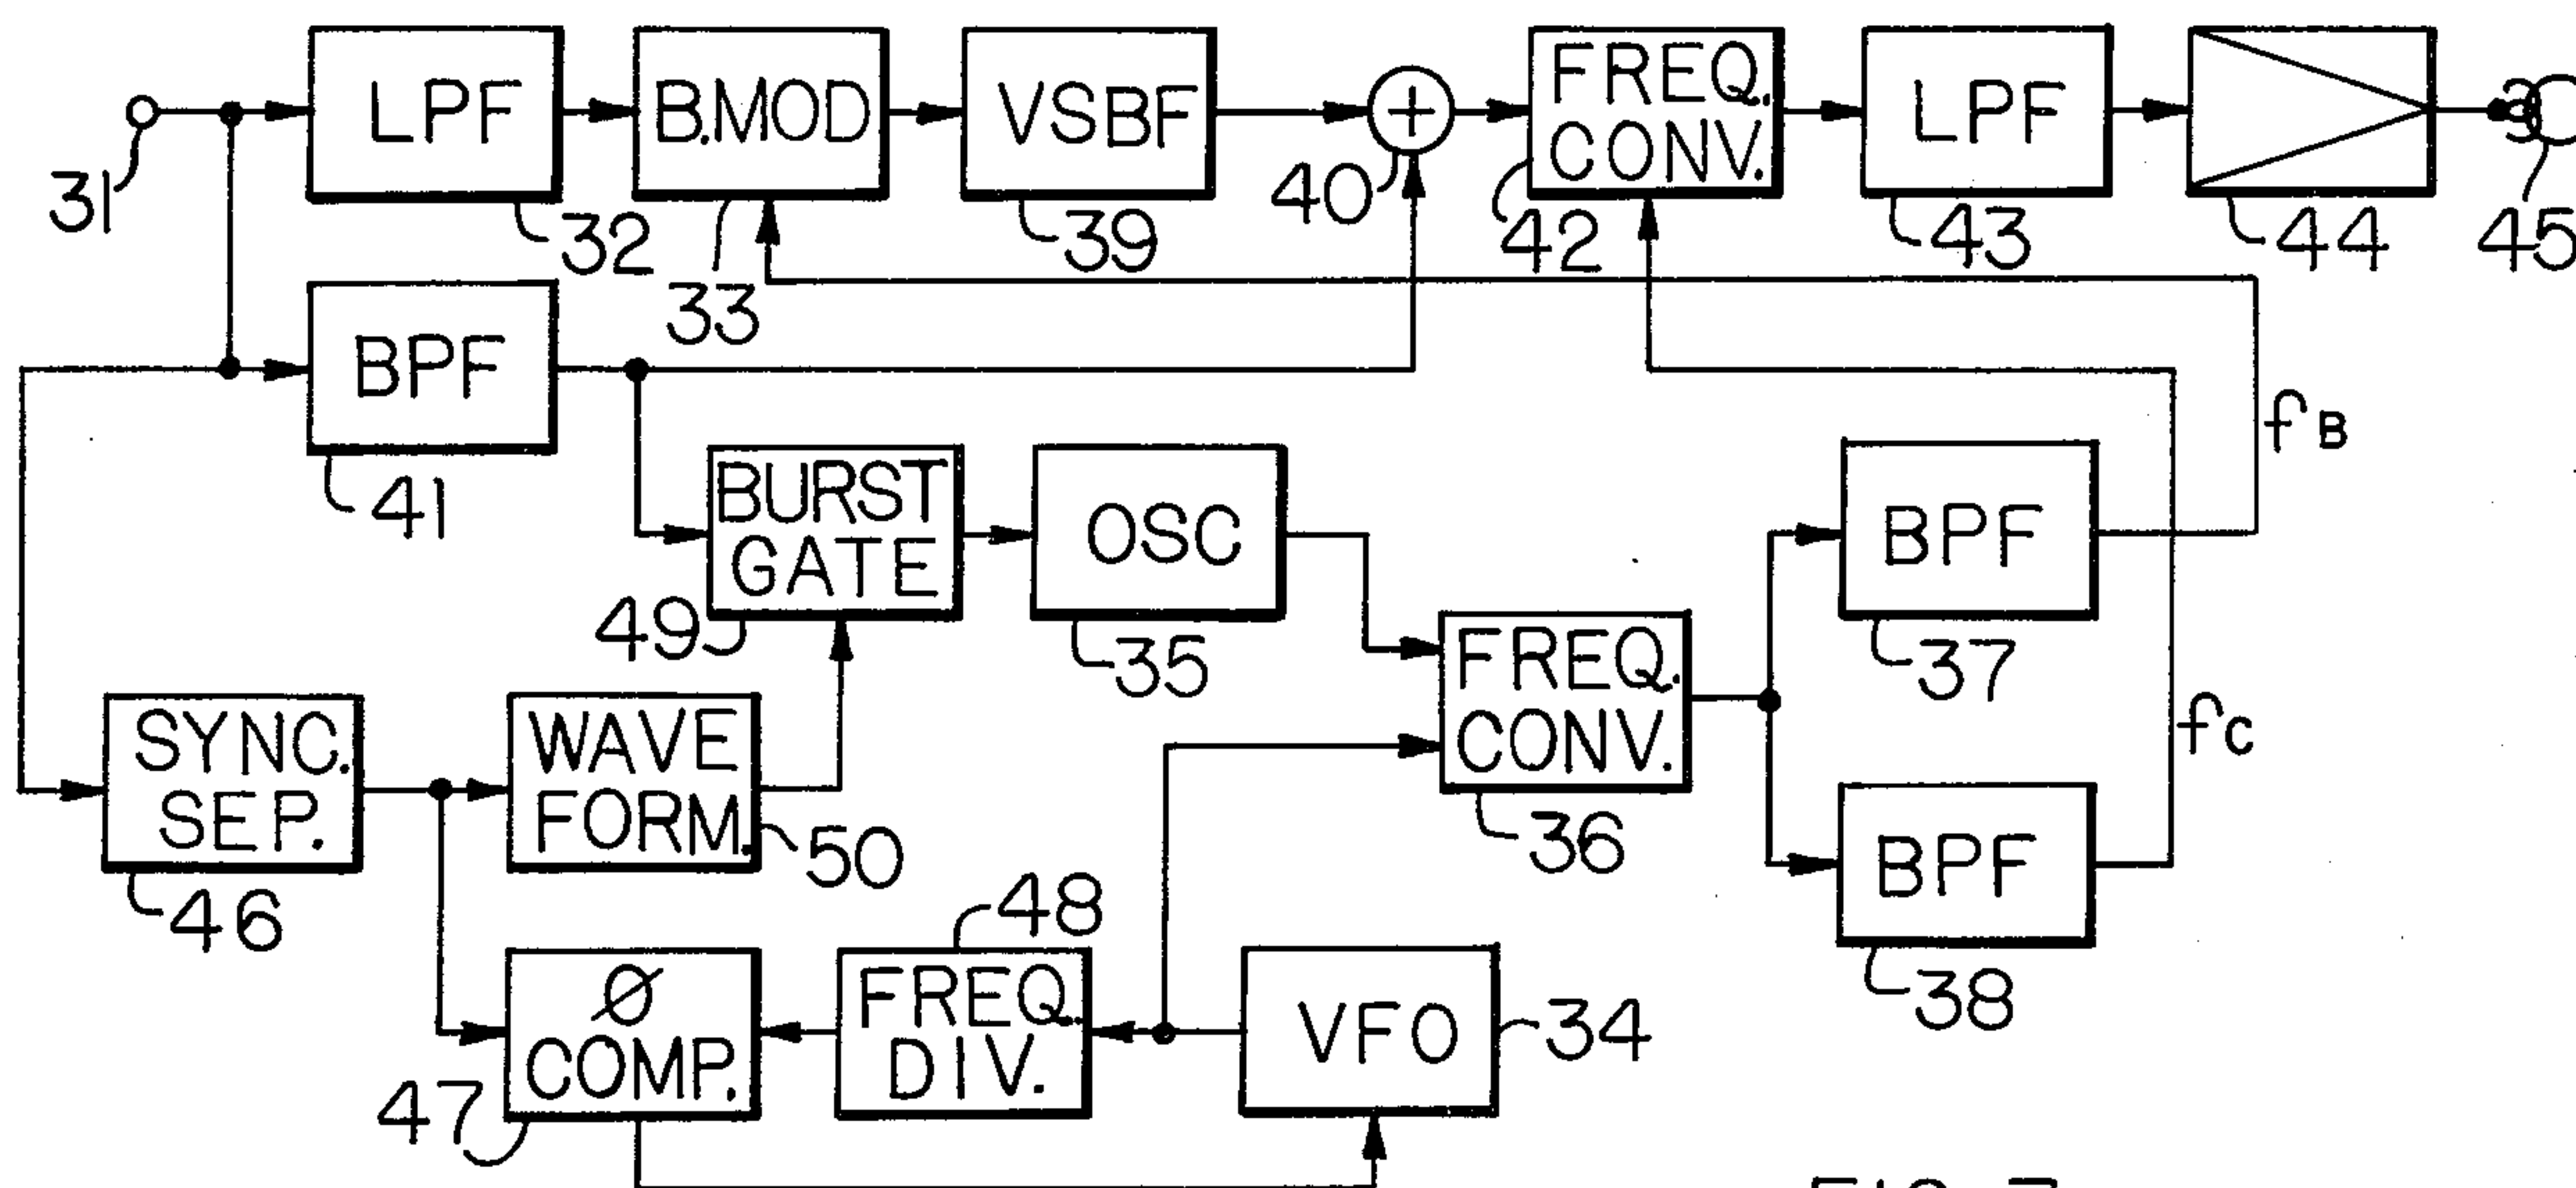 LPF
B.MOD
VSBF
+
FREQ.
CONV.
LPF
31
32
33
39
40
42
43
44
45
BPF
41
fB
BURST
GATE
49
OSC
35
FREQ.
CONV.
36
BPF
37
fC
SYNC.
SEP.
46
WAVE
FORM.
50
BPF
38
Ø
COMP.
47
48
FREQ.
DIV.
VFO
34